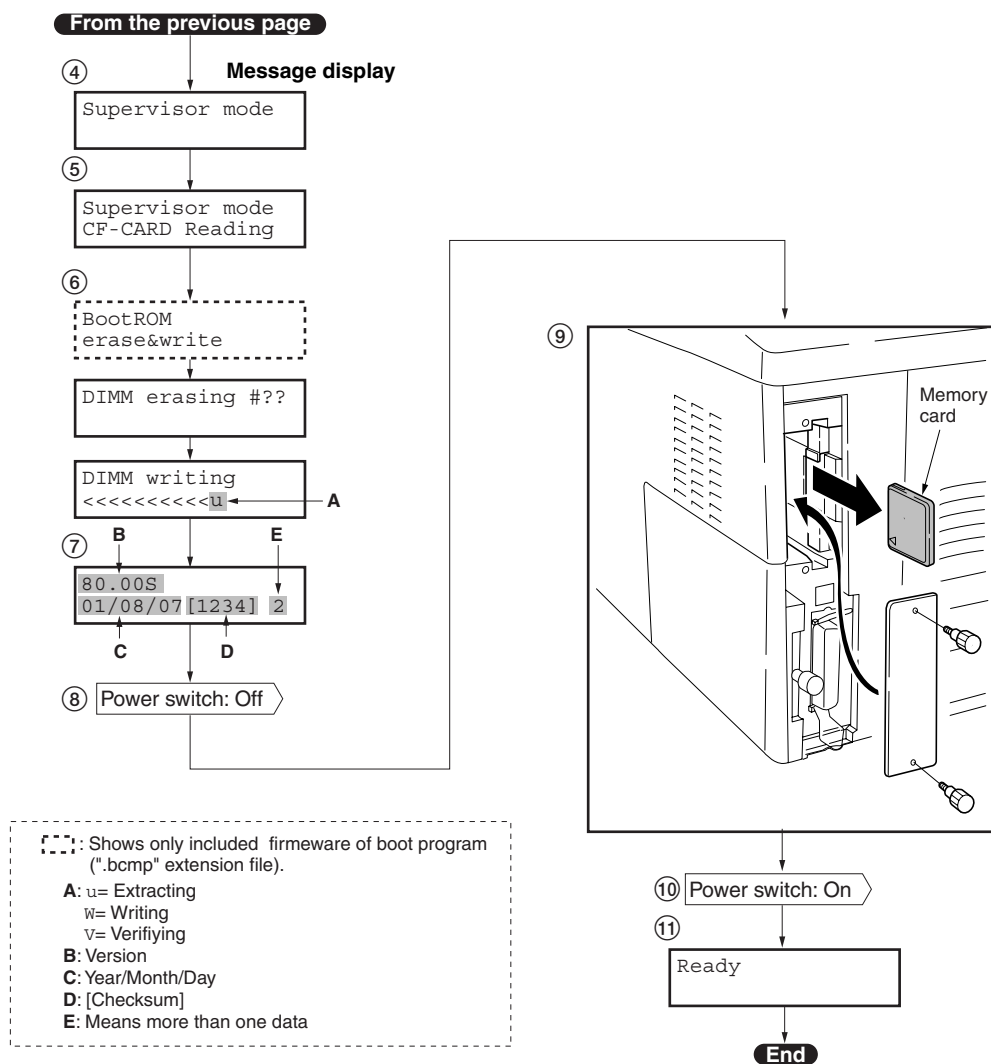 From the previous page
④
Message display
Supervisor mode
⑤
Supervisor mode
CF-CARD Reading
⑥
BootROM
erase&write
DIMM erasing #??
DIMM writing
<<<<<<<<<<u
A
B
E
⑦
80.00S
01/08/07 [1234] 2
C
D
⑧ Power switch: Off
: Shows only included firmeware of boot program
(".bcmp" extension file).
A: u= Extracting
W= Writing
V= Verifiying
B: Version
C: Year/Month/Day
D: [Checksum]
E: Means more than one data
⑨
Memory
card
⑩ Power switch: On
⑪
Ready
End